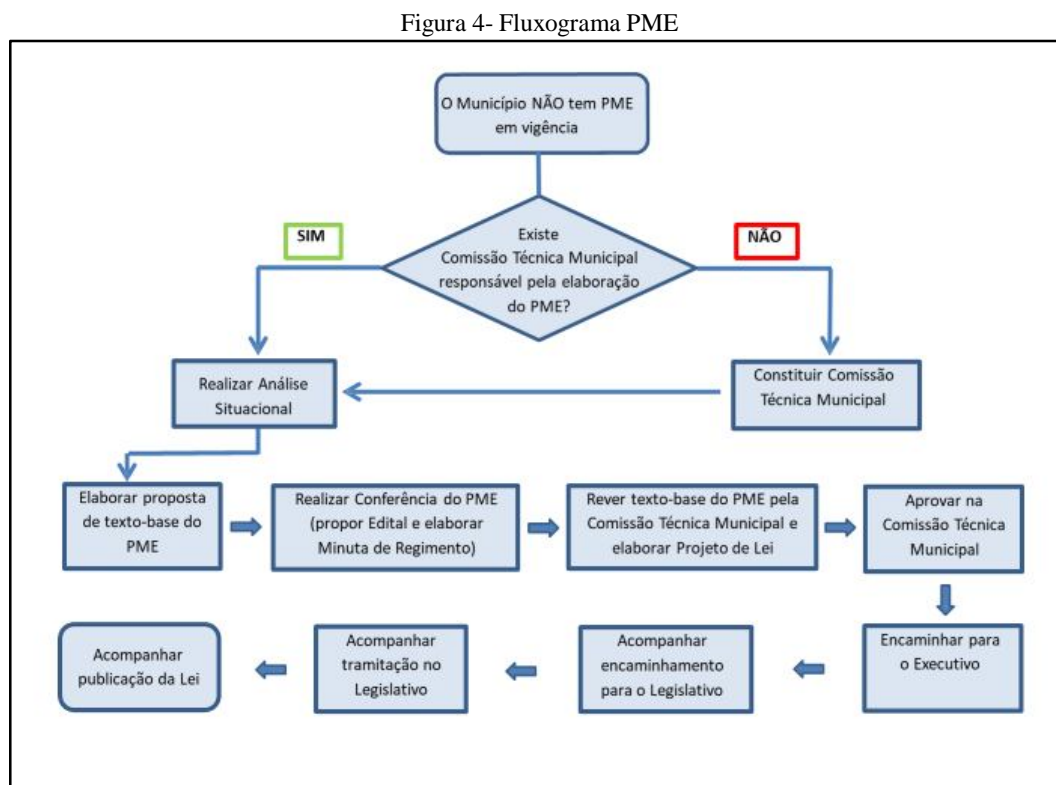 Figura 4- Fluxograma PME
O Município NÃO tem PME
em vigência
SIM
Existe
Comissão Técnica Municipal
responsável pela elaboração
do PME?
NÃO
Realizar Análise
Situacional
Constituir Comissão
Técnica Municipal
Elaborar proposta
de texto-base do
PME
Realizar Conferência do PME
(propor Edital e elaborar
Minuta de Regimento)
Rever texto-base do PME pela
Comissão Técnica Municipal e
elaborar Projeto de Lei
Aprovar na
Comissão Técnica
Municipal
Encaminhar para
o Executivo
Acompanhar
encaminhamento
para o Legislativo
Acompanhar
tramitação no
Legislativo
Acompanhar
publicação da Lei